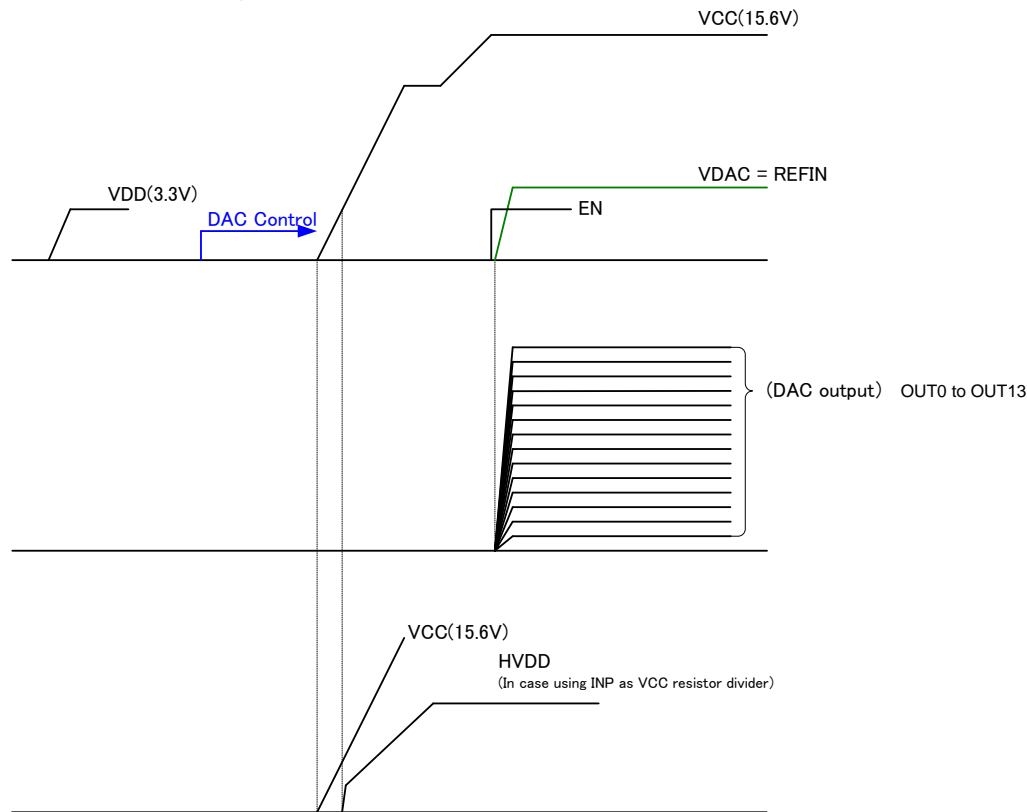 VCC(15.6V)
VDD(3.3V)
VDAC = REFIN
DAC Control
EN
(DAC output) OUT0 to OUT13
VCC(15.6V)
HVDD
(In case using INP as VCC resistor divider)